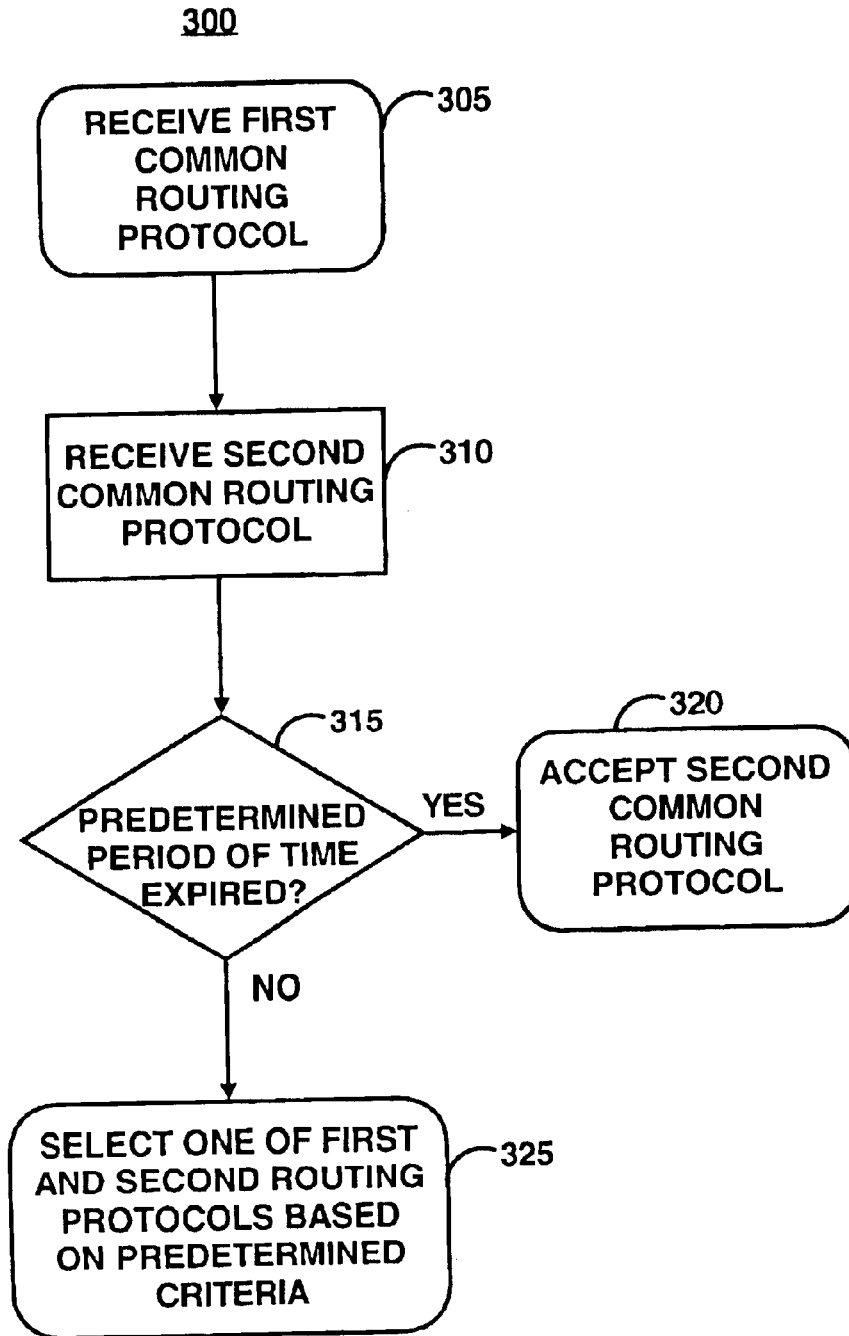 300
RECEIVE FIRST
COMMON
ROUTING
PROTOCOL
305
RECEIVE SECOND
COMMON ROUTING
PROTOCOL
310
315
PREDETERMINED
PERIOD OF TIME
EXPIRED?
YES
320
ACCEPT SECOND
COMMON
ROUTING
PROTOCOL
NO
SELECT ONE OF FIRST
AND SECOND ROUTING
PROTOCOLS BASED
ON PREDETERMINED
CRITERIA
325